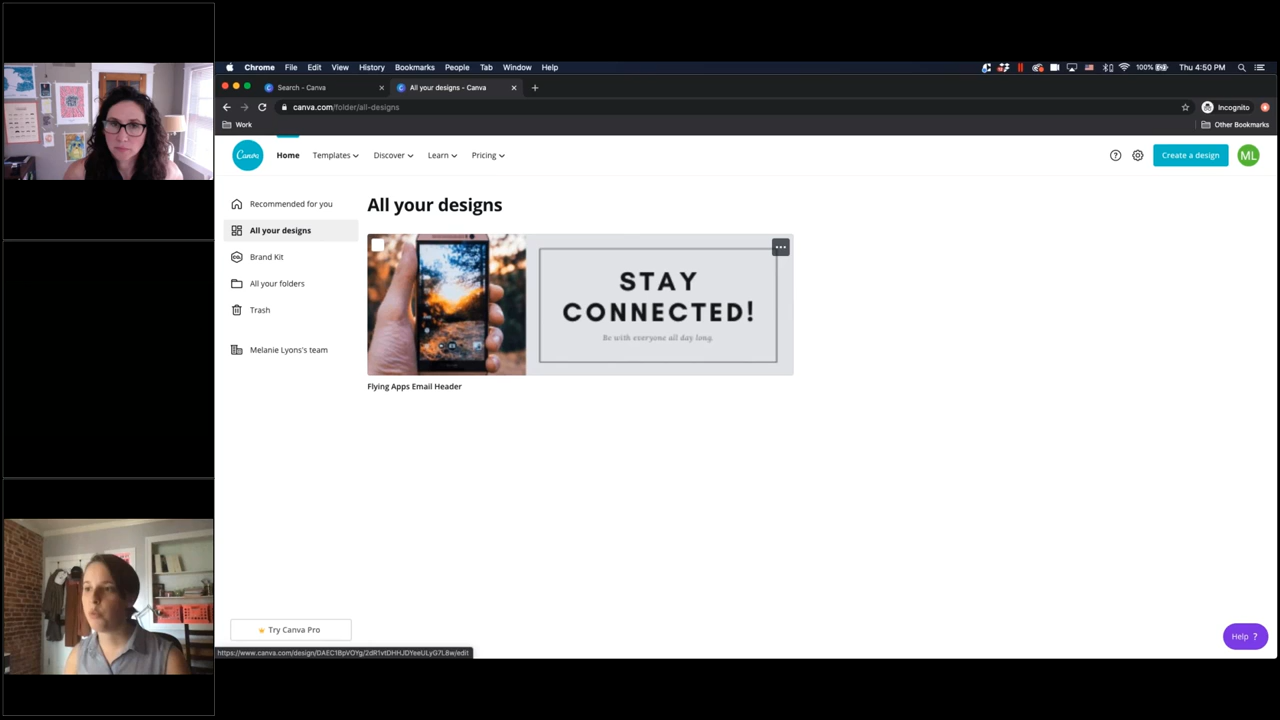 Chrome File Edit View History Bookmarks People Tab Window Help 100% Thu 4:50 PM
Search - Canva All your designs - Canva
canva.com/folder/all-designs Incognito
Work Other Bookmarks
Canva Home Templates Discover Learn Pricing Create a design ML
Recommended for you
All your designs
Brand Kit
All your folders
Trash
Melanie Lyons's team
All your designs
STAY
CONNECTED!
Be with everyone all day long.
Flying Apps Email Header
Try Canva Pro
Help ?